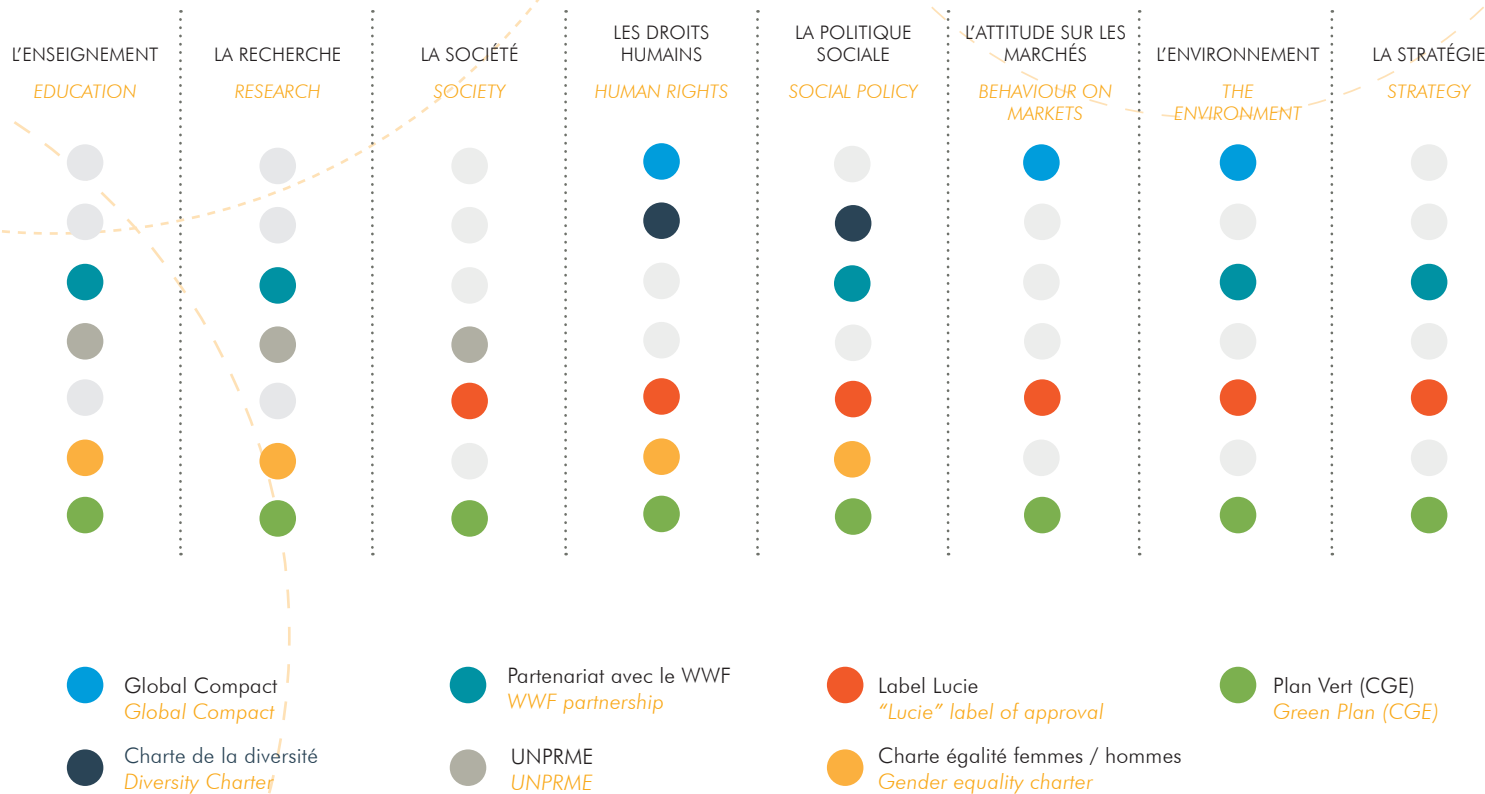 L'ENSEIGNEMENT
EDUCATION
LA RECHERCHE
RESEARCH
LA SOCIÉTÉ
SOCIETY
LES DROITS
HUMAINS
HUMAN RIGHTS
LA POLITIQUE
SOCIALE
SOCIAL POLICY
L'ATTITUDE SUR LES
MARCHÉS
BEHAVIOUR ON
MARKETS
L'ENVIRONNEMENT
THE
ENVIRONMENT
LA STRATÉGIE
STRATEGY
Global Compact
Global Compact
Charte de la diversité
Diversity Charter
Partenariat avec le WWF
WWF partnership
UNPRME
UNPRME
Label Lucie
“Lucie” label of approval
Charte égalité femmes / hommes
Gender equality charter
Plan Vert (CGE)
Green Plan (CGE)